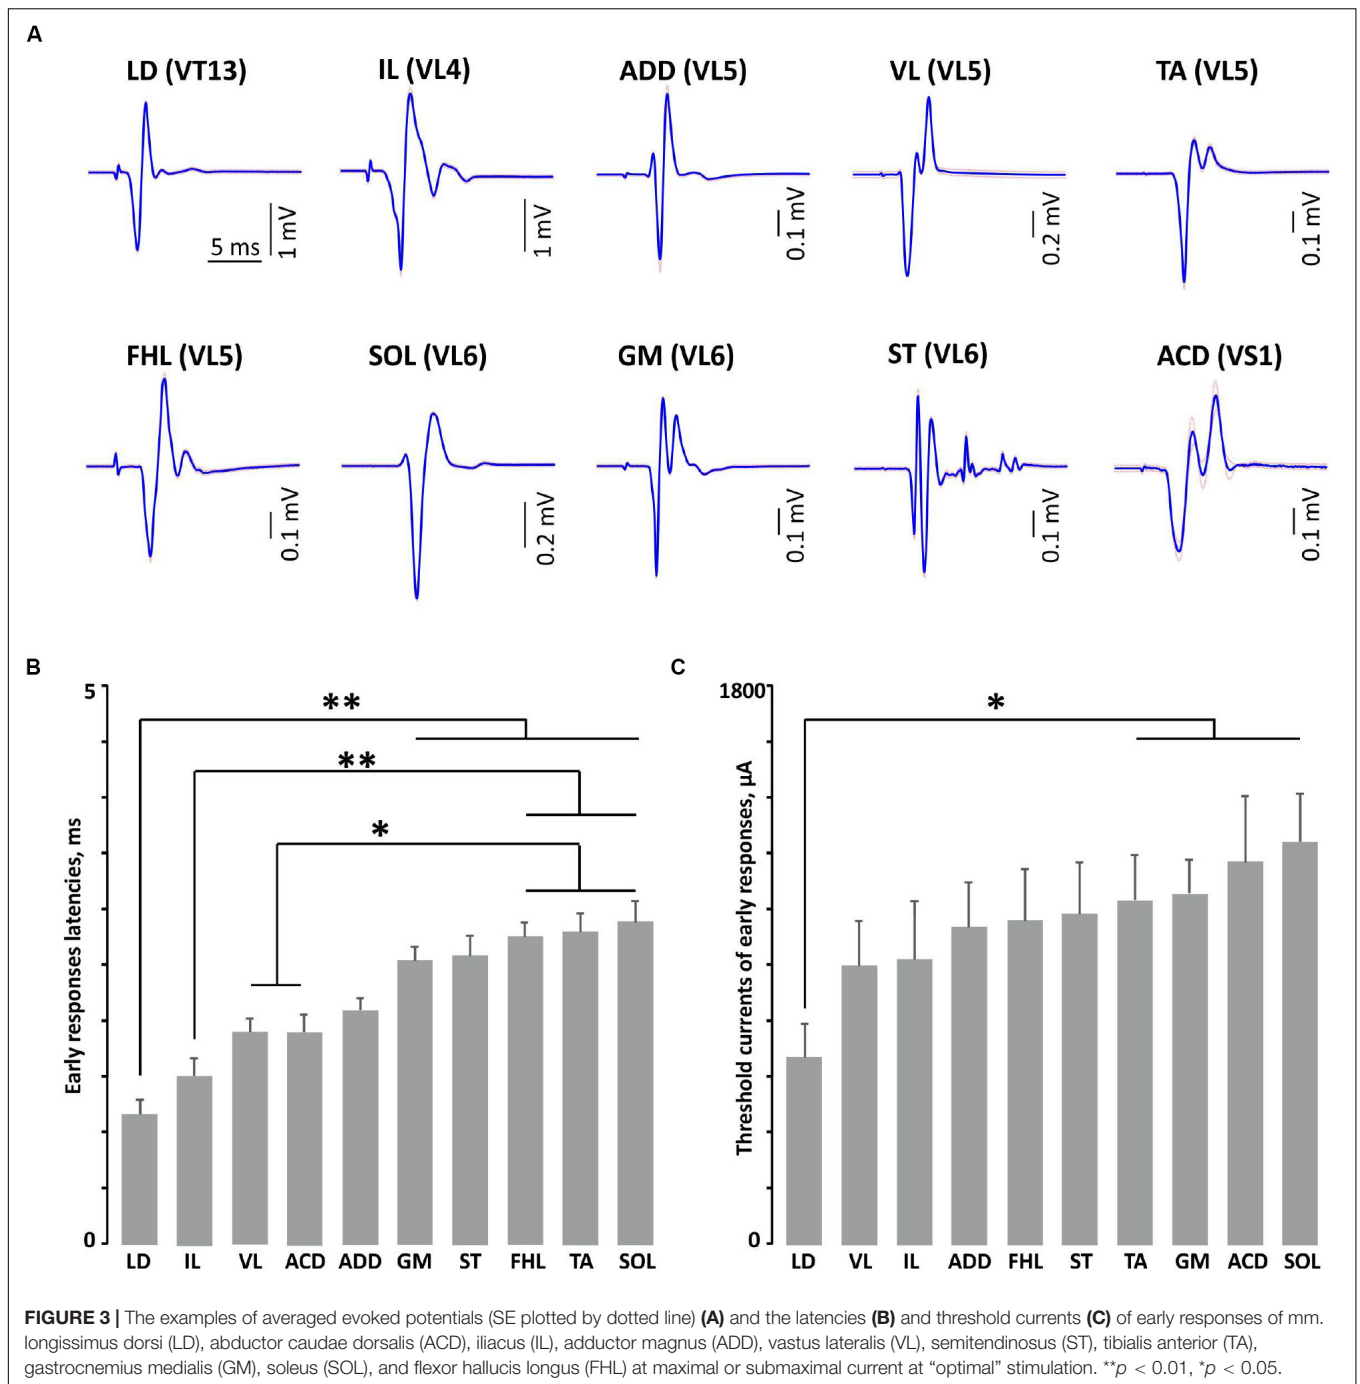 A
LD (VT13) IL (VL4) ADD (VL5) VL (VL5) TA (VL5)
5 ms 1 mV 1 mV 0.1 mV 0.2 mV 0.1 mV
FHL (VL5) SOL (VL6) GM (VL6) ST (VL6) ACD (VS1)
0.1 mV 0.2 mV 0.1 mV 0.1 mV 0.1 mV
B
5
**
**
*
Early responses latencies, ms
0
LD IL VL ACD ADD GM ST FHL TA SOL
C
1800
*
Threshold currents of early responses, µA
0
LD VL IL ADD FHL ST TA GM ACD SOL
FIGURE 3 | The examples of averaged evoked potentials (SE plotted by dotted line) (A) and the latencies (B) and threshold currents (C) of early responses of mm.
longissimus dorsi (LD), abductor caudae dorsalis (ACD), iliacus (IL), adductor magnus (ADD), vastus lateralis (VL), semitendinosus (ST), tibialis anterior (TA),
gastrocnemius medialis (GM), soleus (SOL), and flexor hallucis longus (FHL) at maximal or submaximal current at “optimal” stimulation. **p < 0.01, *p < 0.05.